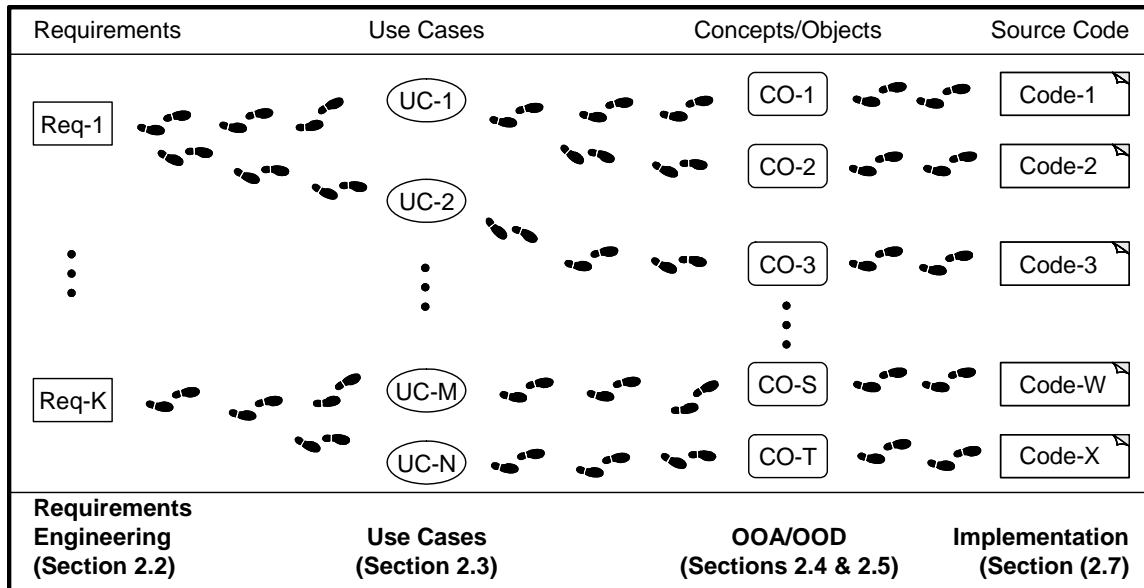 Requirements Use Cases Concepts/Objects Source Code
UC-1 CO-1 Code-1
Req-1
CO-2 Code-2
UC-2
CO-3 Code-3
Req-K UC-M CO-S Code-W
UC-N CO-T Code-X
Requirements
Engineering Use Cases OOA/OOD Implementation
(Section 2.2) (Section 2.3) (Sections 2.4 & 2.5) (Section (2.7)